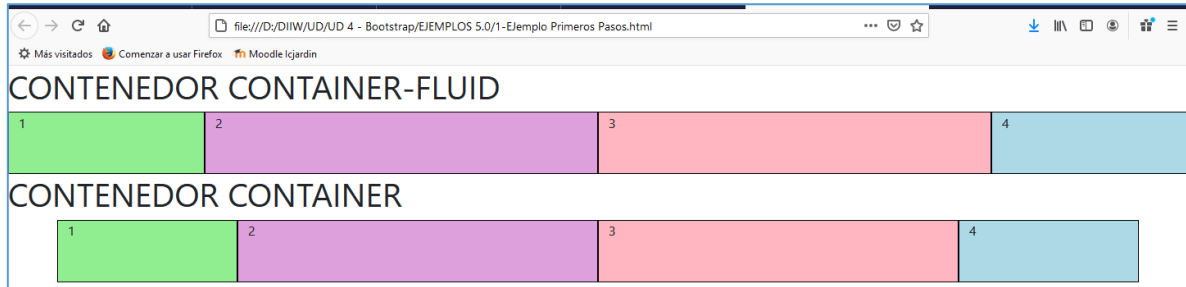 file:///D:/DIIW/UD/UD 4 - Bootstrap/EJEMPLOS 5.0/1-EJemplo Primeros Pasos.html
Más visitados Comenzar a usar Firefox Moodle Icjardin
CONTENEDOR CONTAINER-FLUID
1 2 3 4
CONTENEDOR CONTAINER
1 2 3 4